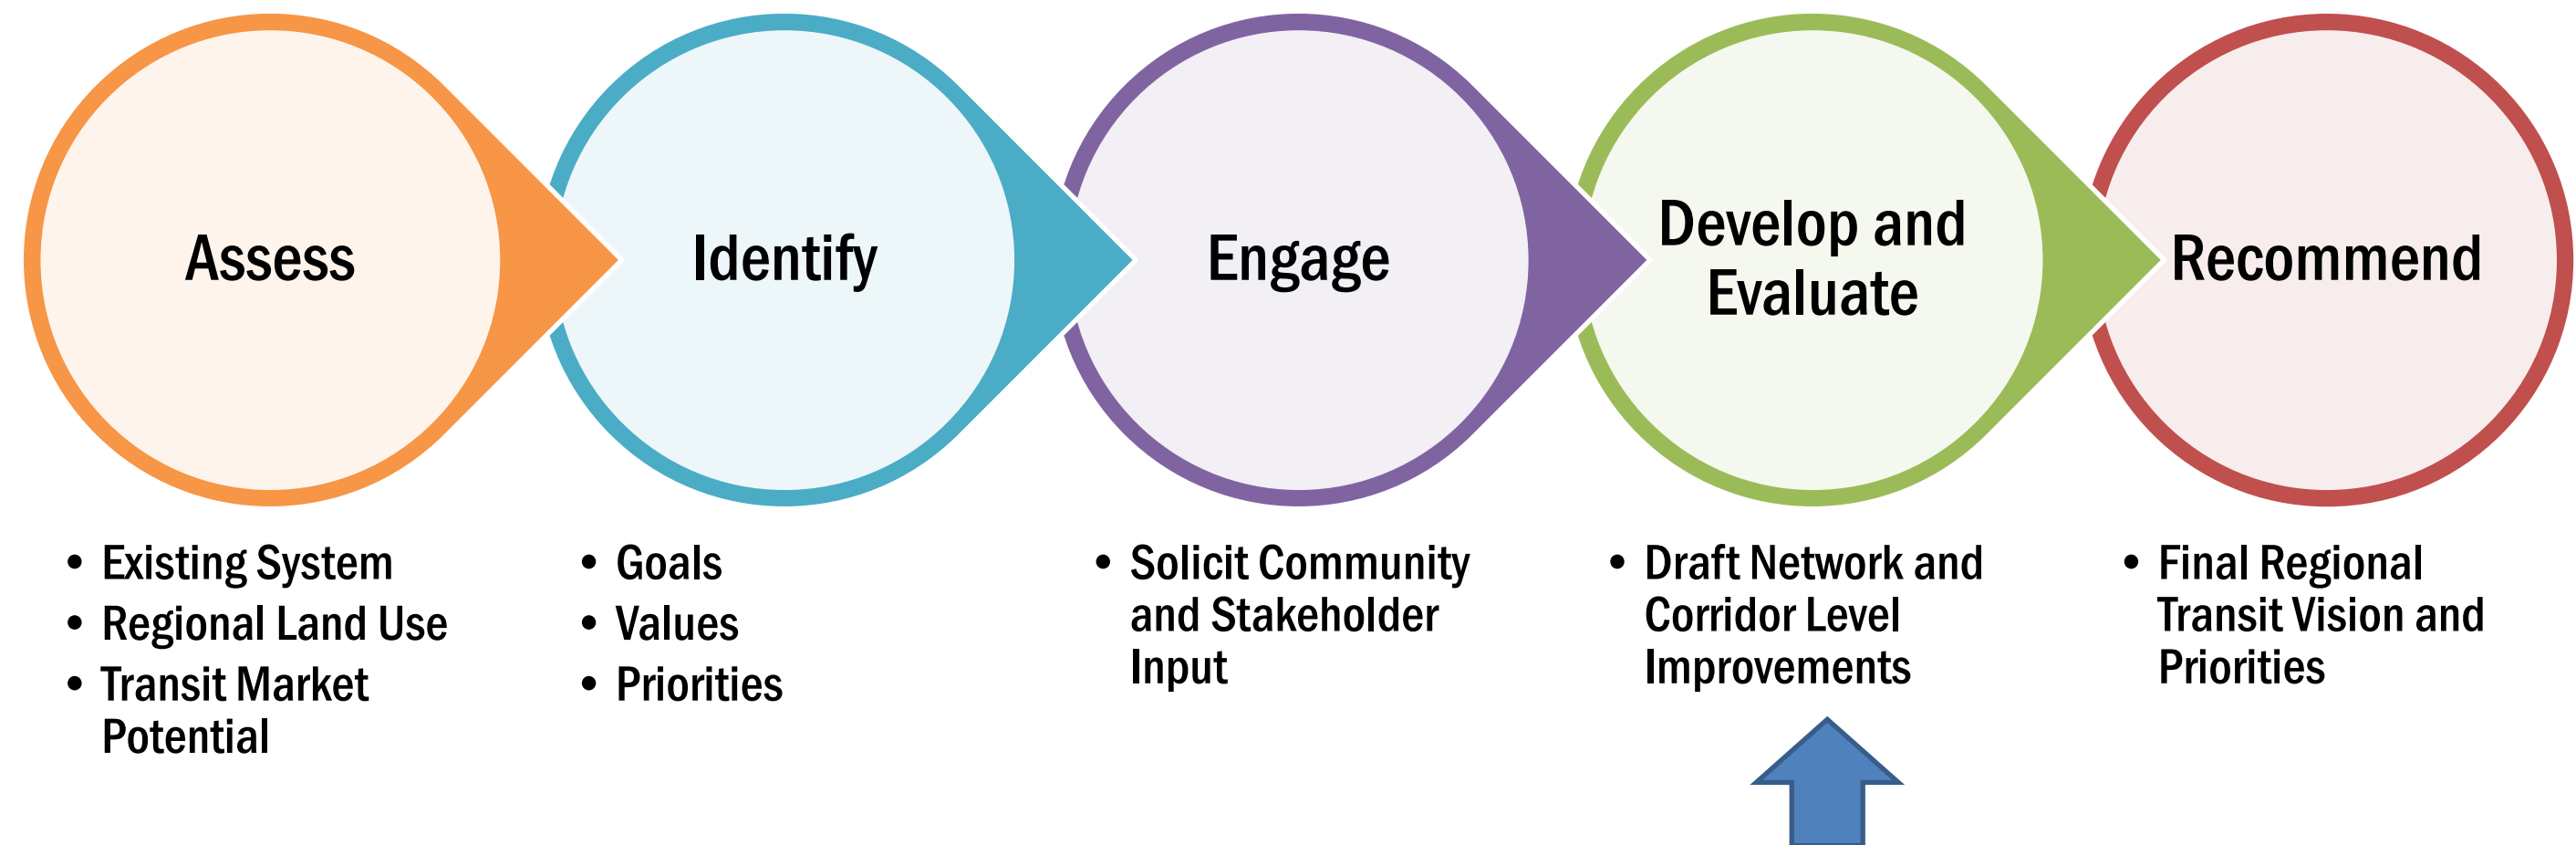 Assess
Identify
Engage
Develop and
Evaluate
Recommend
• Existing System
• Regional Land Use
• Transit Market
Potential
• Goals
• Values
• Priorities
• Solicit Community
and Stakeholder
Input
• Draft Network and
Corridor Level
Improvements
• Final Regional
Transit Vision and
Priorities